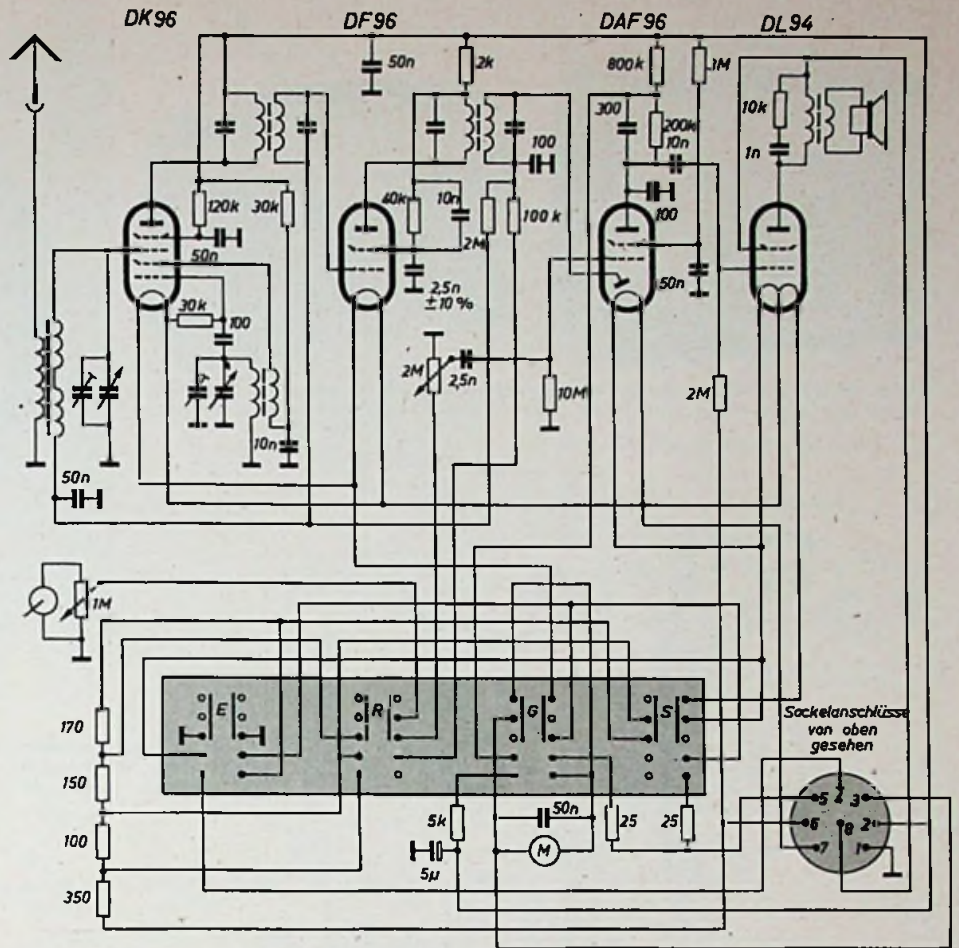 DK96 DF96 DAF96 DL94
50n 2k 800k 1M
10k
300 200k
10n
1n
100
120k 30k 40k 10n 100
50n 2M 100k
50n
2,5n
±10%
30k 100
2M 2,5n 10M 2M
10n
50n
1M
E R G S
Sockelanschlüsse
von oben
gesehen
170
150
100
350
5k 50n 25 25
5µ M
5 4 3
6 8 2
7 1